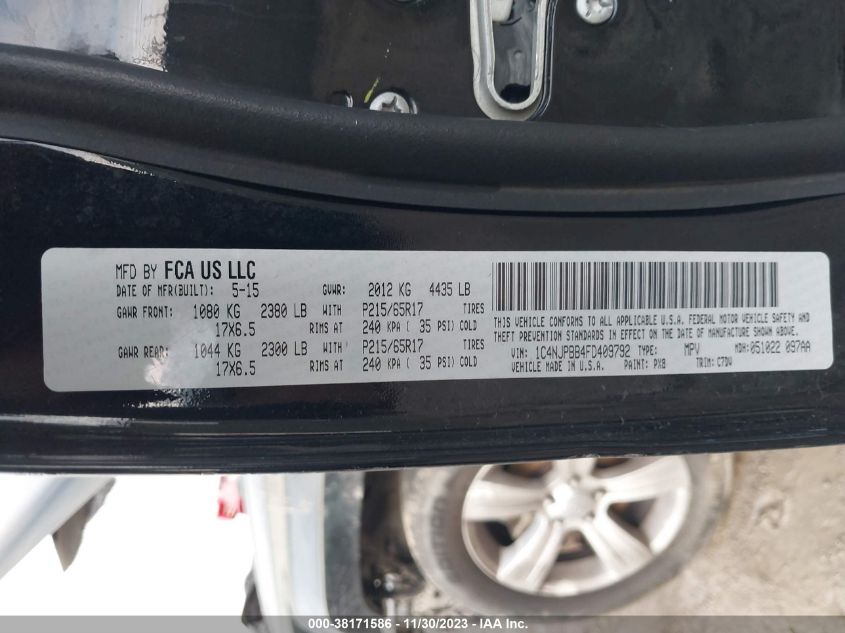 MFD BY FCA US LLC
DATE OF MFR(BUILT): 5-15 GVWR: 2012 KG 4435 LB
GAWR FRONT: 1080 KG 2380 LB WITH P215/65R17 TIRES
17X6.5 RIMS AT 240 KPA ( 35 PSI) COLD
GAWR REAR: 1044 KG 2300 LB WITH P215/65R17 TIRES
17X6.5 RIMS AT 240 KPA ( 35 PSI) COLD
THIS VEHICLE CONFORMS TO ALL APPLICABLE U.S.A. FEDERAL MOTOR VEHICLE SAFETY AND
THEFT PREVENTION STANDARDS IN EFFECT ON THE DATE OF MANUFACTURE SHOWN ABOVE.
VIN: 1C4NJPBB4FD409792 TYPE: MPV MDH: 051022 097AA
VEHICLE MADE IN U.S.A. PAINT: PX8 TRIM: C7DV
000-38171586 - 11/30/2023 - IAA Inc.